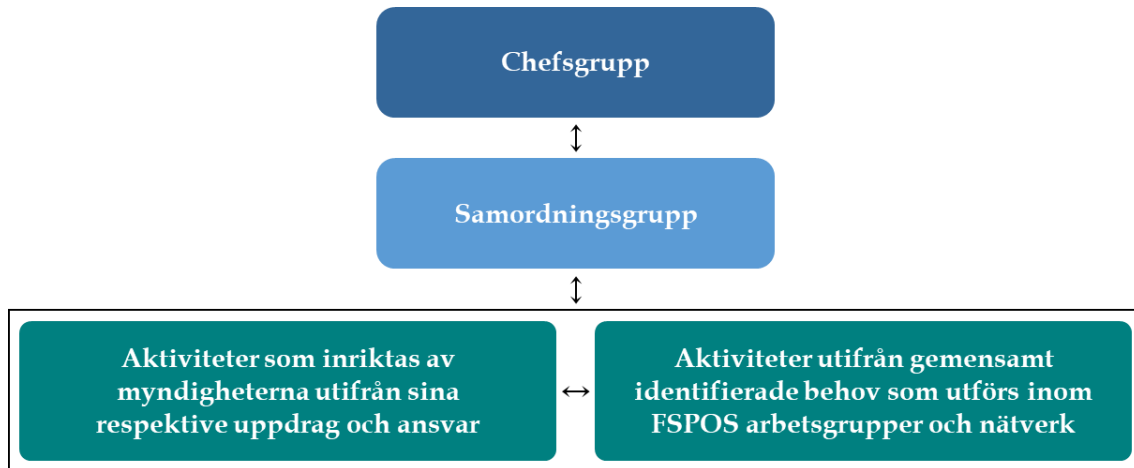 Chefsgrupp
Samordningsgrupp
Aktiviteter som inriktas av
myndigheterna utifrån sina
respektive uppdrag och ansvar
Aktiviteter utifrån gemensamt
identifierade behov som utförs inom
FSPOS arbetsgrupper och nätverk